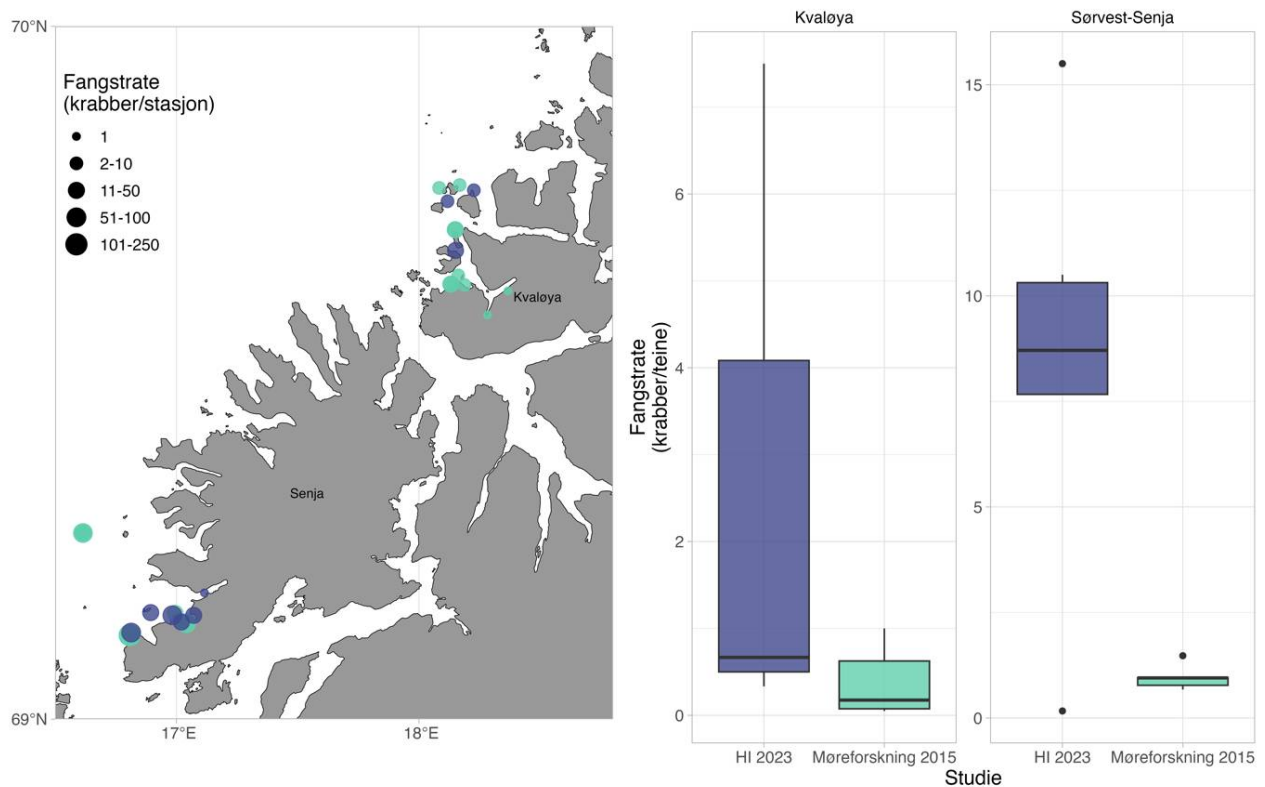 70°N
Fangstrate
(krabber/stasjon)
1
2-10
11-50
51-100
101-250
Kvaløya
Senja
69°N
17°E
18°E
Kvaløya
Sørvest-Senja
Fangstrate
(krabber/teine)
6
4
2
0
15
10
5
0
HI 2023
Møreforskning 2015
HI 2023
Møreforskning 2015
Studie